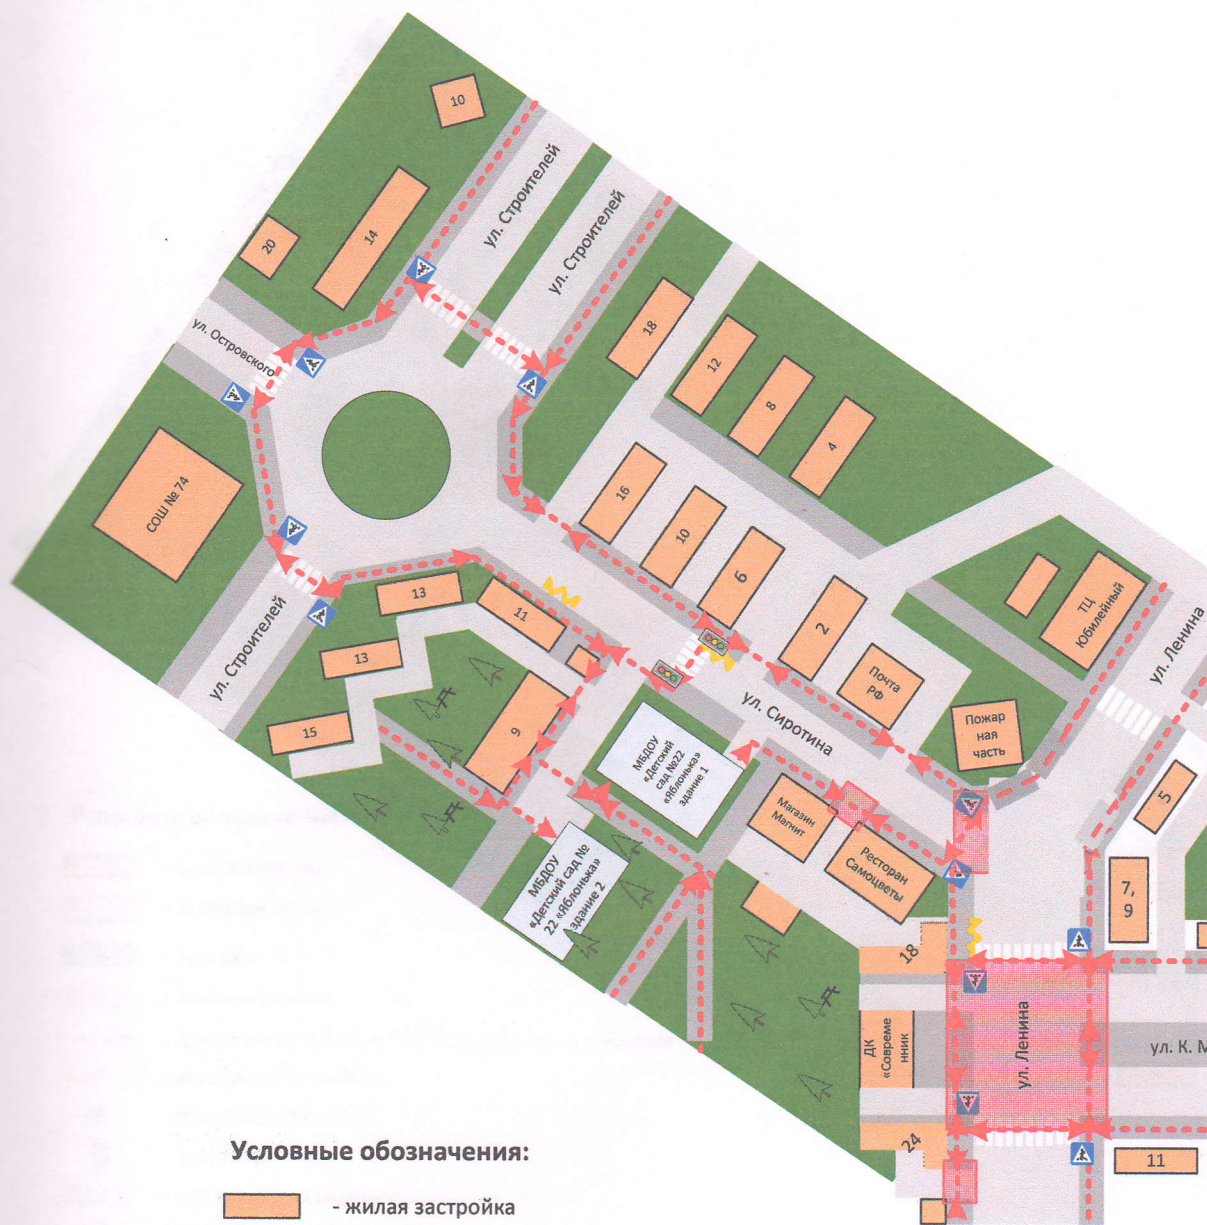 10
ул. Строителей
ул. Строителей
20
14
18
ул. Островского
12
8
4
СОШ № 74
16
10
6
2
13
11
13
15
9
ул. Строителей
ТЦ
Юбилейный
ул. Ленина
Почта
РФ
ул. Сиротина
Пожар
ная
часть
МБДОУ
«Детский
сад №22
«Яблонька»
здание 1
5
Магазин
Магнит
Ресторан
Самоцветы
МБДОУ
«Детский сад №
22 «Яблонька»
здание 2
7,
9
18
ДК
«Совреме
нник
ул. Ленина
ул. К. М
24
11
Условные обозначения:
- жилая застройка